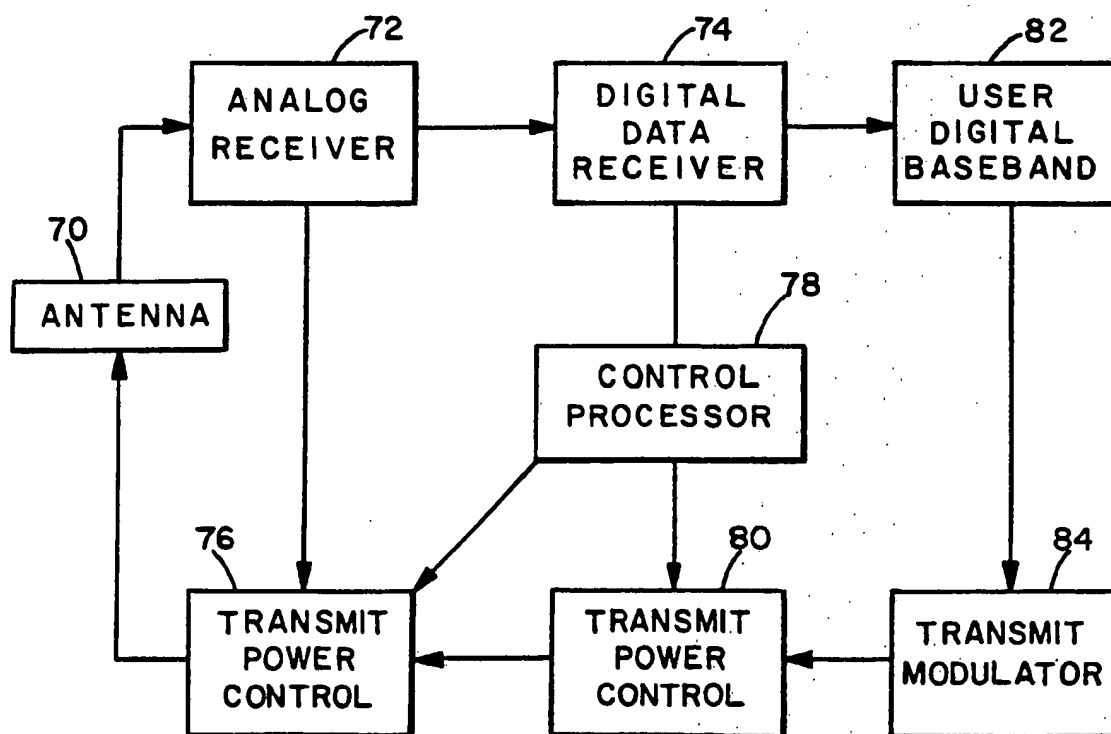 72
74
82
ANALOG
RECEIVER
DIGITAL
DATA
RECEIVER
USER
DIGITAL
BASEBAND
70
ANTENNA
78
CONTROL
PROCESSOR
76
80
84
TRANSMIT
POWER
CONTROL
TRANSMIT
POWER
CONTROL
TRANSMIT
MODULATOR